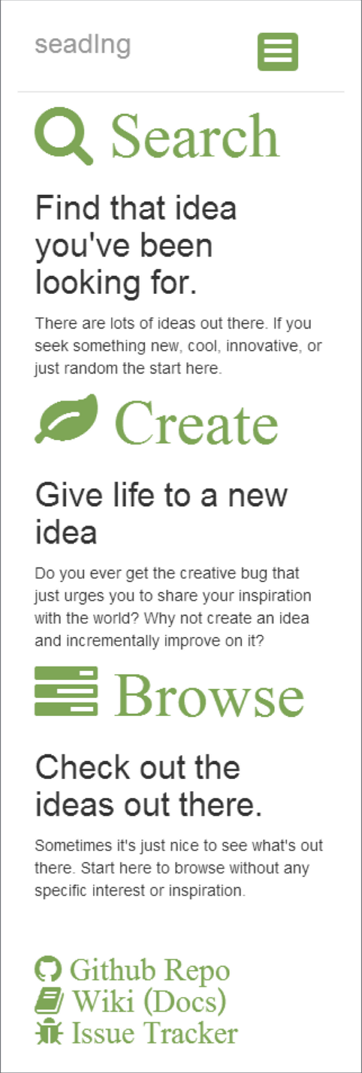 seadIng
Search
Find that idea
you've been
looking for.
There are lots of ideas out there. If you
seek something new, cool, innovative, or
just random the start here.
Create
Give life to a new
idea
Do you ever get the creative bug that
just urges you to share your inspiration
with the world? Why not create an idea
and incrementally improve on it?
Browse
Check out the
ideas out there.
Sometimes it's just nice to see what's out
there. Start here to browse without any
specific interest or inspiration.
Github Repo
Wiki (Docs)
Issue Tracker